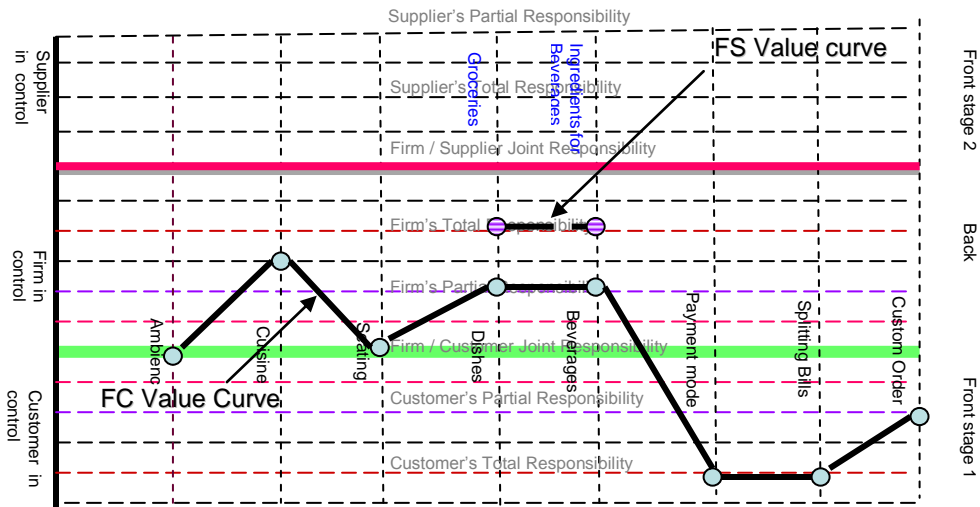 Supplier's Partial Responsibility
FS Value curve
Supplier
in control
Groceries
Ingredients for
Beverages
Supplier's Total Responsibility
Front stage 2
Firm / Supplier Joint Responsibility
Firm's Total Responsibility
Back
Firm in
control
Firm's Partial Responsibility
Ambienc
Cuisine
Seating
Dishes
Beverages
Payment mode
Splitting Bills
Custom Order
Firm / Customer Joint Responsibility
FC Value Curve
Customer's Partial Responsibility
Customer in
control
Front stage 1
Customer's Total Responsibility